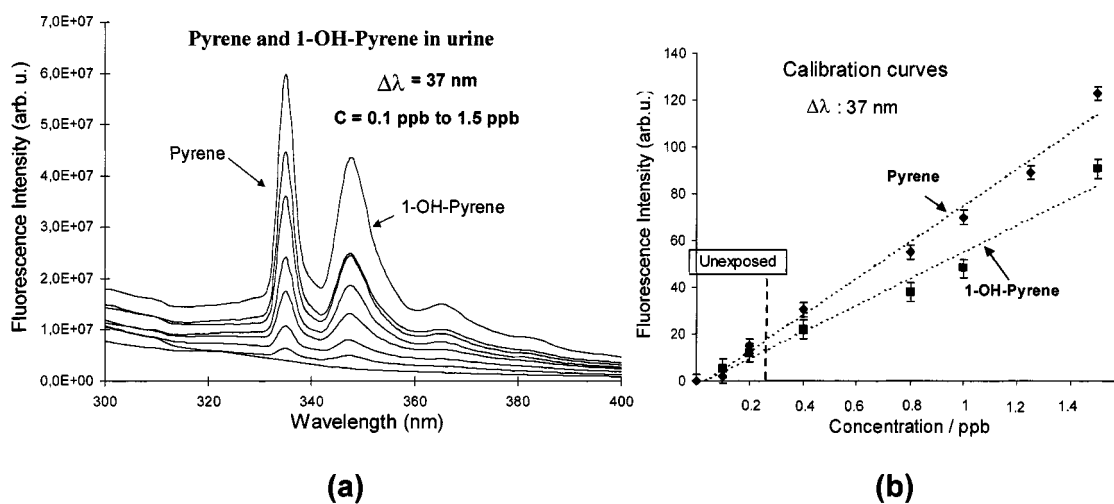 Pyrene and 1-OH-Pyrene in urine
Δλ = 37 nm
C = 0.1 ppb to 1.5 ppb
Pyrene
1-OH-Pyrene
Fluorescence Intensity (arb. u.)
7,0E+07
6,0E+07
5,0E+07
4,0E+07
3,0E+07
2,0E+07
1,0E+07
0,0E+00
300
320
340
360
380
400
Wavelength (nm)
(a)
Calibration curves
Δλ : 37 nm
Pyrene
Unexposed
1-OH-Pyrene
Fluorescence Intensity (arb.u.)
140
120
100
80
60
40
20
0
0.2
0.4
0.6
0.8
1
1.2
1.4
Concentration / ppb
(b)